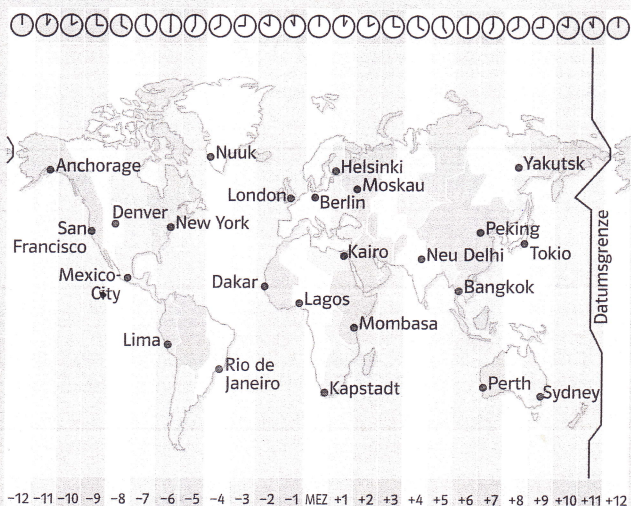 Anchorage
Nuuk
Helsinki
Yakutsk
Moskau
London
Berlin
Denver
New York
San
Francisco
Peking
Tokio
Kairo
Neu Delhi
Mexico-
City
Dakar
Lagos
Bangkok
Mombasa
Lima
Rio de
Janeiro
Kapstadt
Perth
Sydney
Datumsgrenze
−12 −11 −10 −9 −8 −7 −6 −5 −4 −3 −2 −1 MEZ +1 +2 +3 +4 +5 +6 +7 +8 +9 +10 +11 +12